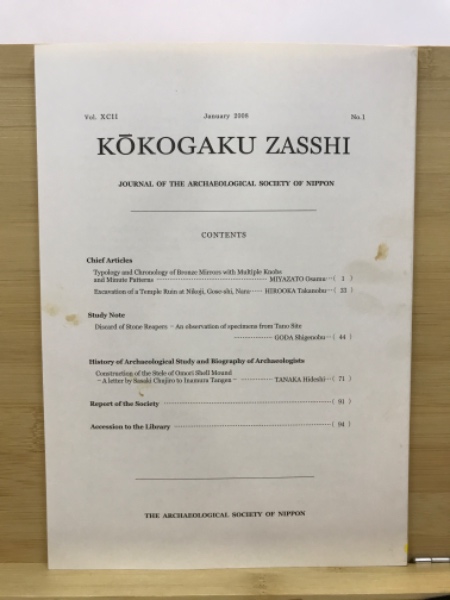 Vol. XCII January 2008 No.1
KŌKOGAKU ZASSHI
JOURNAL OF THE ARCHAEOLOGICAL SOCIETY OF NIPPON
CONTENTS
Chief Articles
Typology and Chronology of Bronze Mirrors with Multiple Knobs
and Minute Patterns MIYAZATO Osamu ( 1 )
Excavation of a Temple Ruin at Nikoji, Gose-shi, Nara HIROOKA Takanobu ( 33 )
Study Note
Discard of Stone Reapers – An observation of specimens from Tano Site
GODA Shigenobu ( 44 )
History of Archaeological Study and Biography of Archaeologists
Construction of the Stele of Omori Shell Mound
– A letter by Sasaki Chujiro to Inamura Tangen – TANAKA Hideshi ( 71 )
Report of the Society ( 91 )
Accession to the Library ( 94 )
THE ARCHAEOLOGICAL SOCIETY OF NIPPON